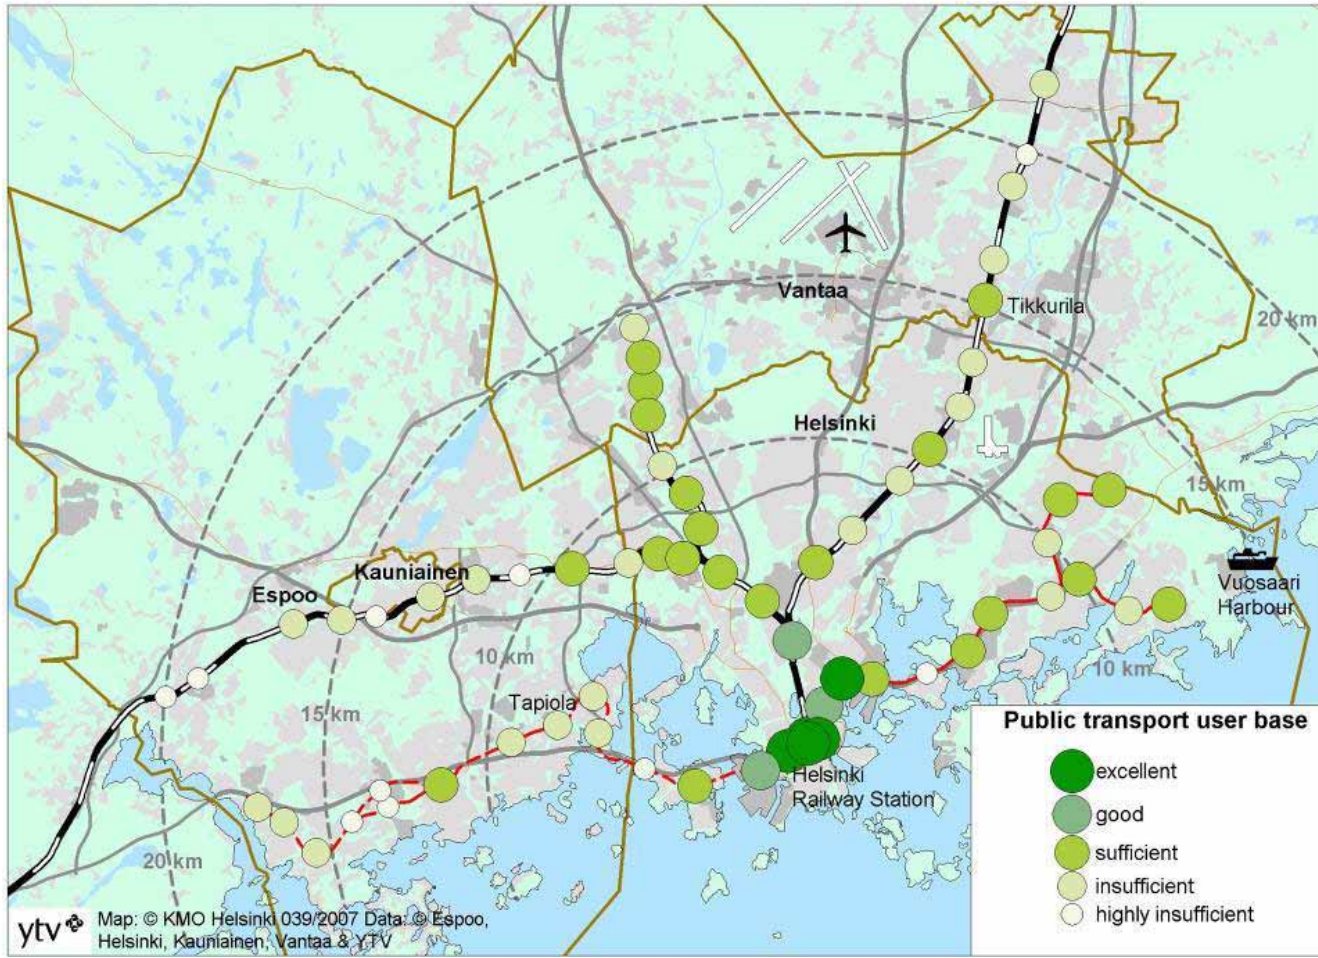 20 km
Vantaa
Tikkurila
Helsinki
15 km
Vuosaari
Harbour
Kauniainen
Espoo
10 km
10 km
Tapiola
15 km
Helsinki
Railway Station
20 km
Public transport user base
excellent
good
sufficient
insufficient
highly insufficient
ytv
Map: © KMO Helsinki 039/2007 Data: © Espoo,
Helsinki, Kauniainen, Vantaa & YTV